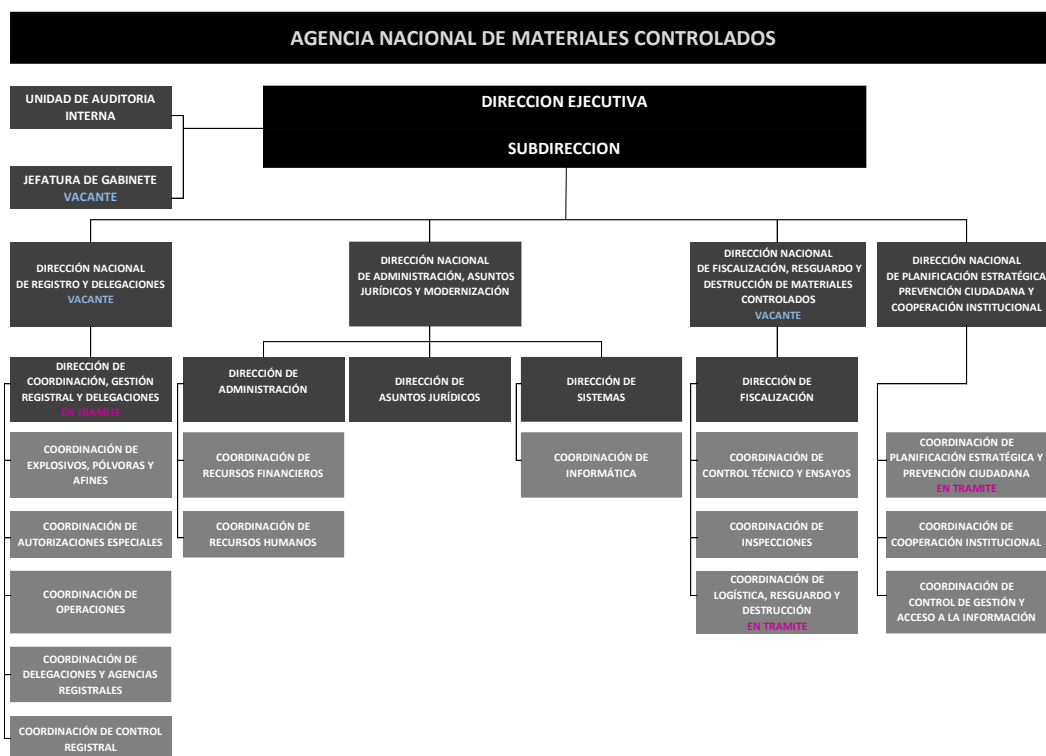 AGENCIA NACIONAL DE MATERIALES CONTROLADOS
UNIDAD DE AUDITORIA
INTERNA
DIRECCION EJECUTIVA
SUBDIRECCION
JEFATURA DE GABINETE
VACANTE
DIRECCIÓN NACIONAL
DE REGISTRO Y DELEGACIONES
VACANTE
DIRECCIÓN NACIONAL
DE ADMINISTRACIÓN, ASUNTOS
JURÍDICOS Y MODERNIZACIÓN
DIRECCIÓN NACIONAL
DE FISCALIZACIÓN, RESGUARDO Y
DESTRUCCIÓN DE MATERIALES
CONTROLADOS
VACANTE
DIRECCIÓN NACIONAL
DE PLANIFICACIÓN ESTRATÉGICA
PREVENCIÓN CIUDADANA Y
COOPERACIÓN INSTITUCIONAL
DIRECCIÓN DE
COORDINACIÓN, GESTIÓN
REGISTRAL Y DELEGACIONES
EN TRAMITE
DIRECCIÓN DE
ADMINISTRACIÓN
DIRECCIÓN DE
ASUNTOS JURÍDICOS
DIRECCIÓN DE
SISTEMAS
DIRECCIÓN DE
FISCALIZACIÓN
COORDINACIÓN DE
EXPLOSIVOS, PÓLVORAS Y
AFINES
COORDINACIÓN DE
RECURSOS FINANCIEROS
COORDINACIÓN DE
INFORMÁTICA
COORDINACIÓN DE
CONTROL TÉCNICO Y ENSAYOS
COORDINACIÓN DE
PLANIFICACIÓN ESTRATÉGICA Y
PREVENCIÓN CIUDADANA
EN TRAMITE
COORDINACIÓN DE
AUTORIZACIONES ESPECIALES
COORDINACIÓN DE
RECURSOS HUMANOS
COORDINACIÓN DE
INSPECCIONES
COORDINACIÓN DE
COOPERACIÓN INSTITUCIONAL
COORDINACIÓN DE
OPERACIONES
COORDINACIÓN DE
LOGÍSTICA, RESGUARDO Y
DESTRUCCIÓN
EN TRAMITE
COORDINACIÓN DE
CONTROL DE GESTIÓN Y
ACCESO A LA INFORMACIÓN
COORDINACIÓN DE
DELEGACIONES Y AGENCIAS
REGISTRALES
COORDINACIÓN DE CONTROL
REGISTRAL